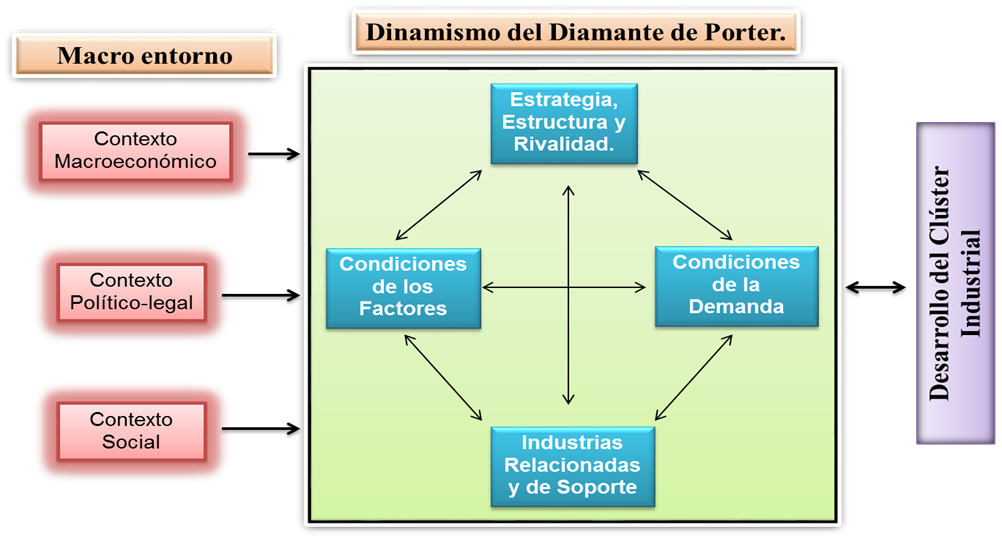 Macro entorno
Dinamismo del Diamante de Porter.
Contexto
Macroeconómico
Contexto
Político-legal
Contexto
Social
Estrategia,
Estructura y
Rivalidad.
Condiciones
de los
Factores
Condiciones
de la
Demanda
Industrias
Relacionadas
y de Soporte
Desarrollo del Clúster
Industrial